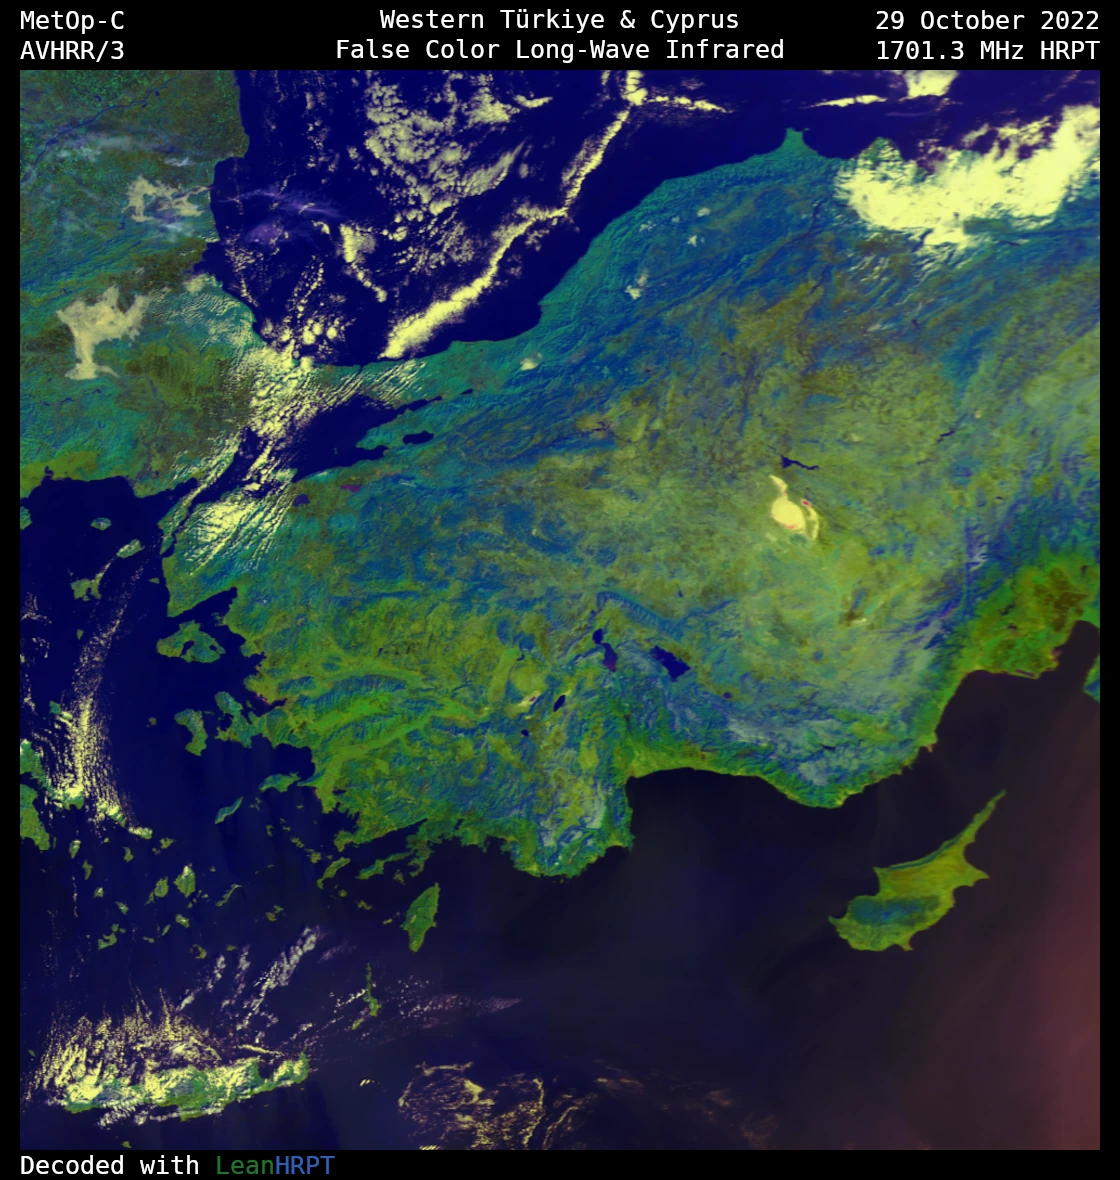 MetOp-C
AVHRR/3
Western Türkiye & Cyprus
False Color Long-Wave Infrared
29 October 2022
1701.3 MHz HRPT
Decoded with LeanHRPT